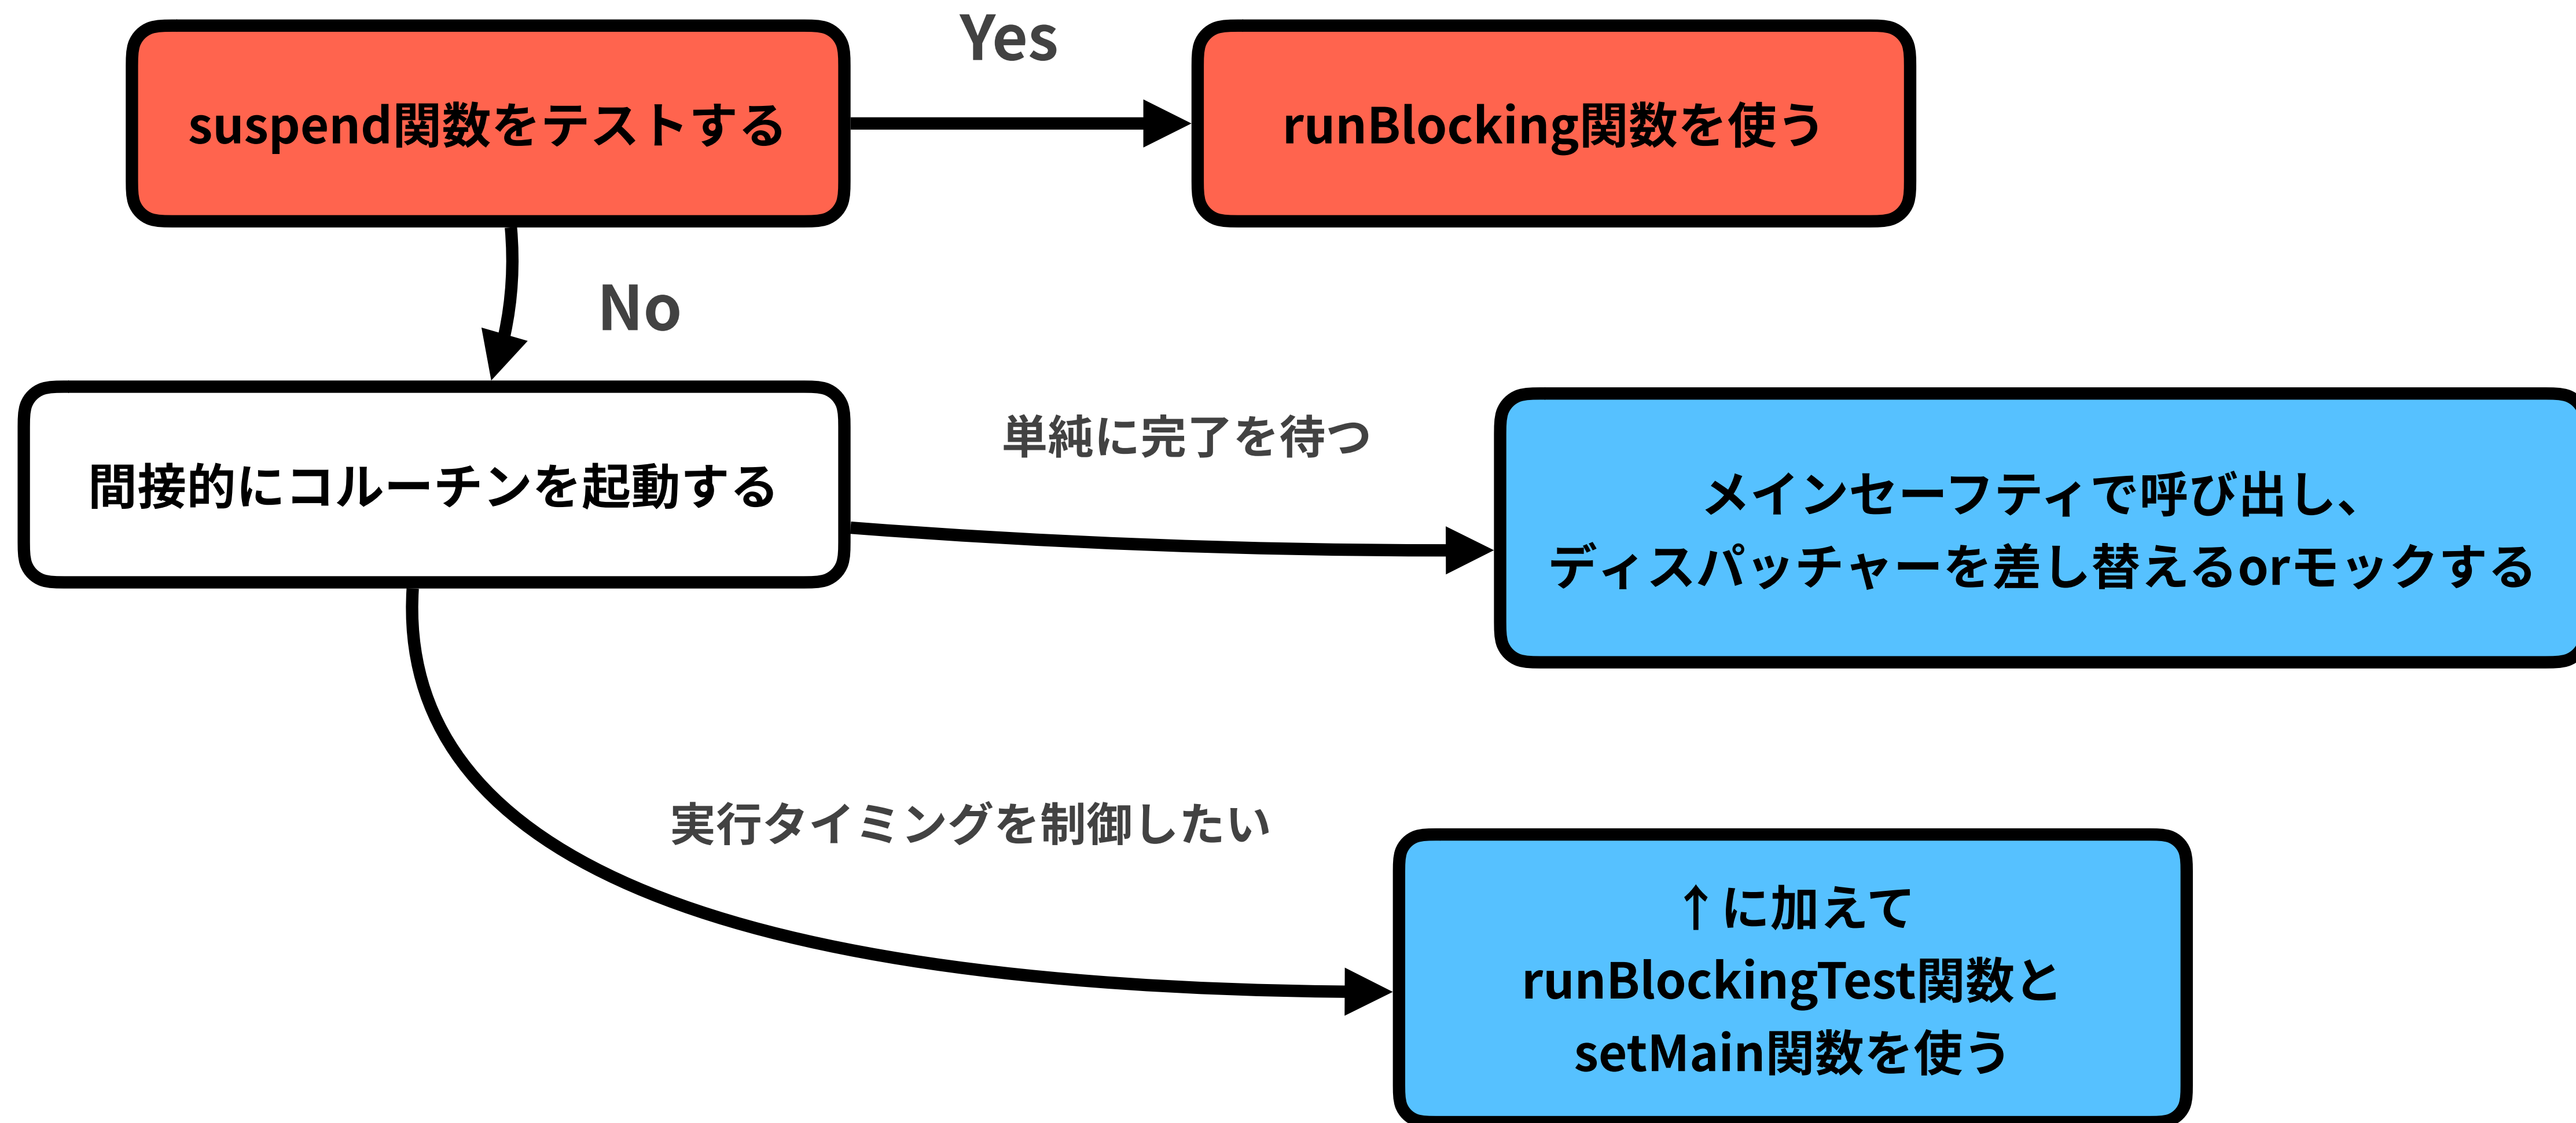 suspend関数をテストする
Yes
runBlocking関数を使う
No
間接的にコルーチンを起動する
単純に完了を待つ
メインセーフティで呼び出し、
ディスパッチャーを差し替えるorモックする
実行タイミングを制御したい
↑に加えて
runBlockingTest関数と
setMain関数を使う